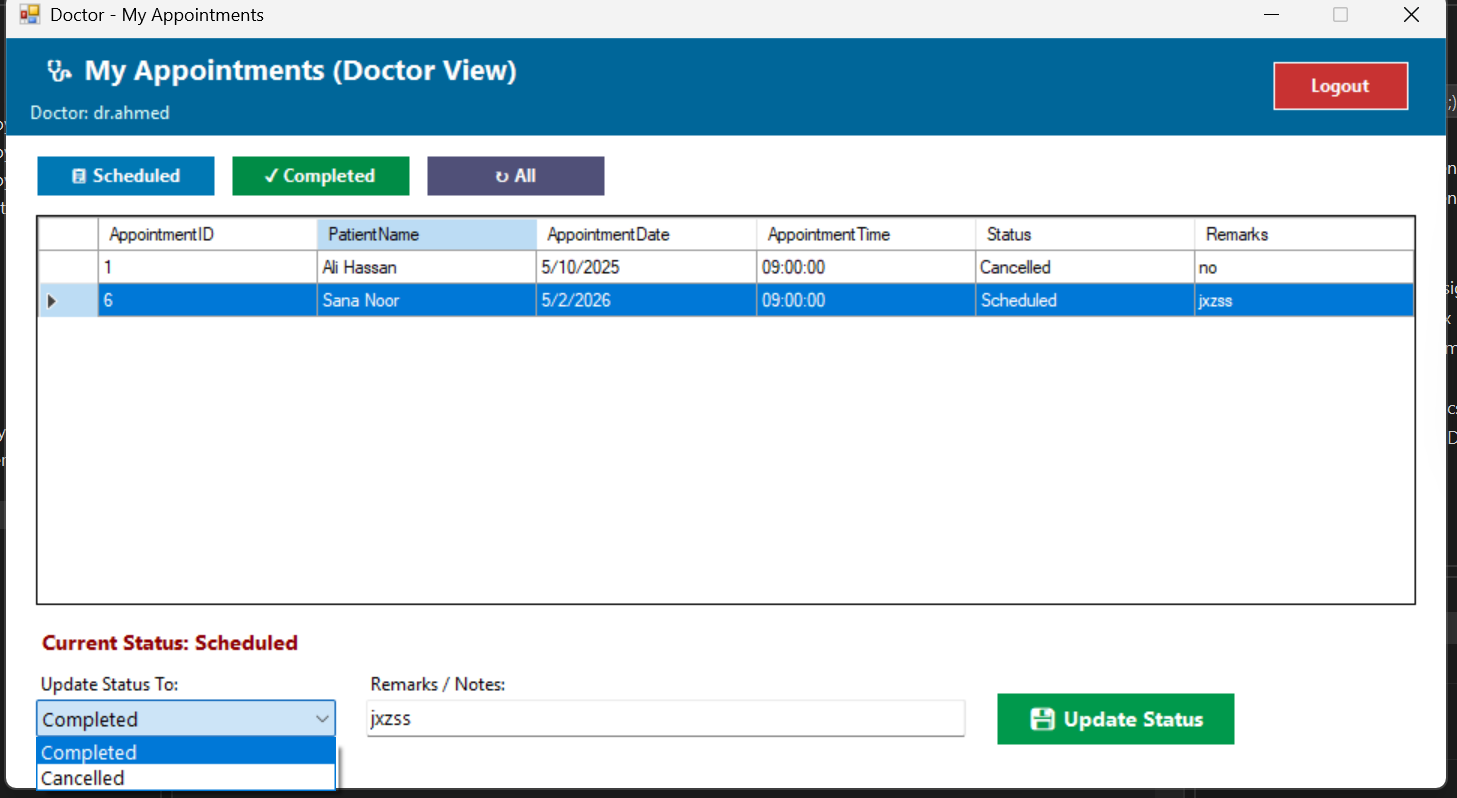 Doctor - My Appointments
My Appointments (Doctor View)
Logout
Doctor: dr.ahmed
Scheduled ✓ Completed ↻ All
AppointmentID PatientName AppointmentDate AppointmentTime Status Remarks
1 Ali Hassan 5/10/2025 09:00:00 Cancelled no
6 Sana Noor 5/2/2026 09:00:00 Scheduled jxzss
Current Status: Scheduled
Update Status To: Remarks / Notes:
Completed jxzss Update Status
Completed
Cancelled